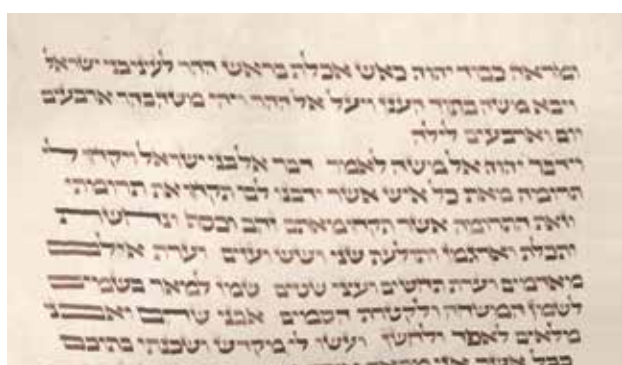 ומראה כבוד יהוה כאש אכלת בראש ההר לעיני בני ישראל
ויבא משה בתוך הענן ויעל אל ההר ויהי משה בהר ארבעים
יום וארבעים לילה
וידבר יהוה אל משה לאמר דבר אל בני ישראל ויקחו לי
תרומה מאת כל איש אשר ידבנו לבו תקחו את תרומתי
וזאת התרומה אשר תקחו מאתם זהב וכסף ונחשת
ותכלת וארגמן ותולעת שני ושש ועזים וערת אילם
מאדמים וערת תחשים ועצי שטים שמן למאר בשמים
לשמן המשחה ולקטרת הסמים אבני שהם ואבני
מלאים לאפד ולחשן ועשו לי מקדש ושכנתי בתוכם
ככל אשר אני מראה